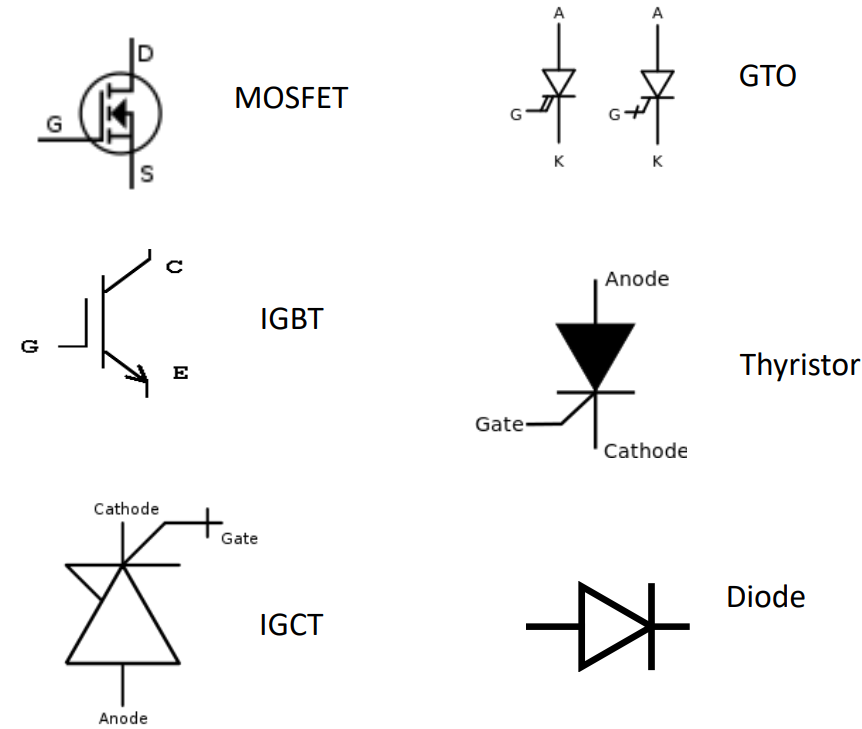 D
G
S
MOSFET
A
G
K
A
G
K
GTO
C
G
E
IGBT
Anode
Gate
Cathode
Thyristor
Cathode
Gate
Anode
IGCT
Diode